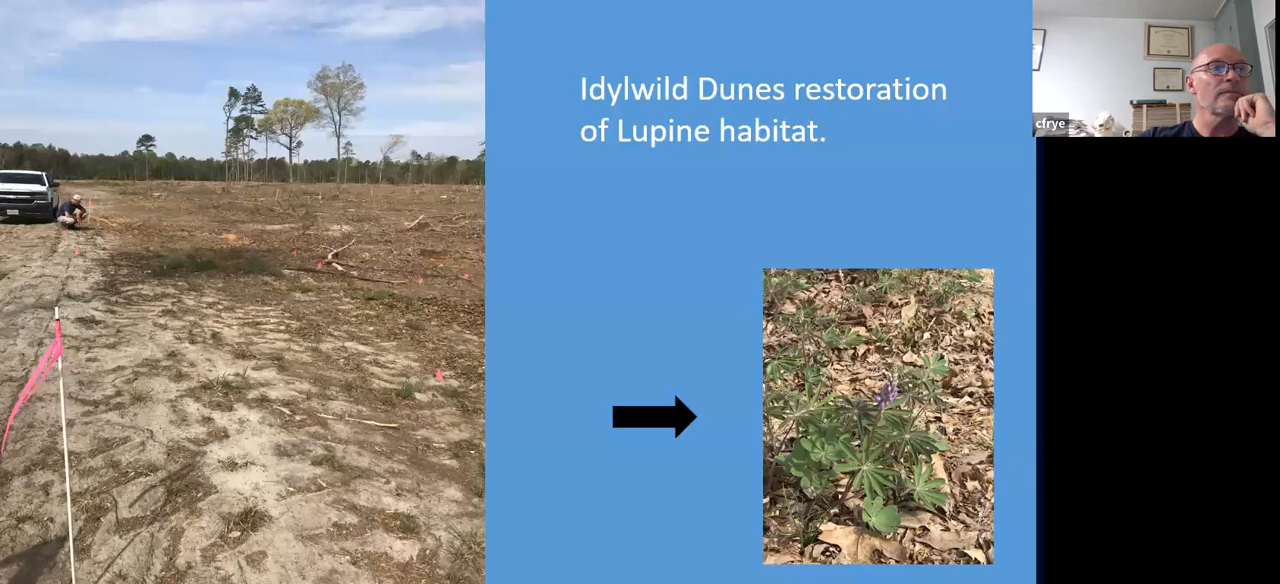 Idylwild Dunes restoration
of Lupine habitat.
cfrye